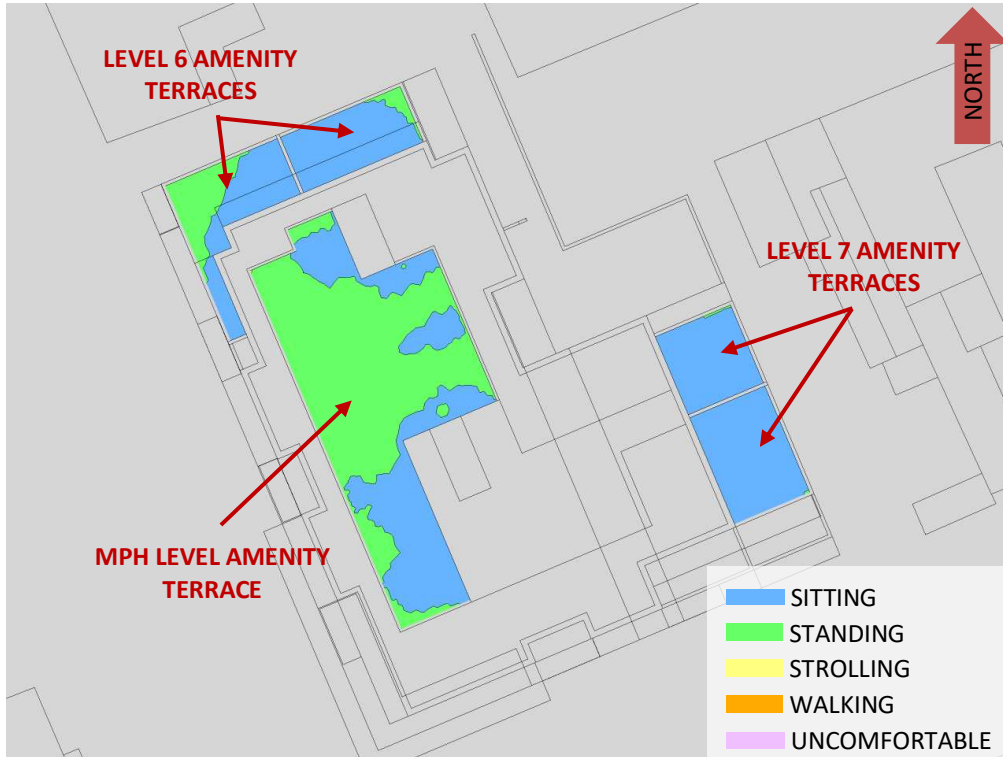 LEVEL 6 AMENITY
TERRACES
NORTH
LEVEL 7 AMENITY
TERRACES
MPH LEVEL AMENITY
TERRACE
SITTING
STANDING
STROLLING
WALKING
UNCOMFORTABLE